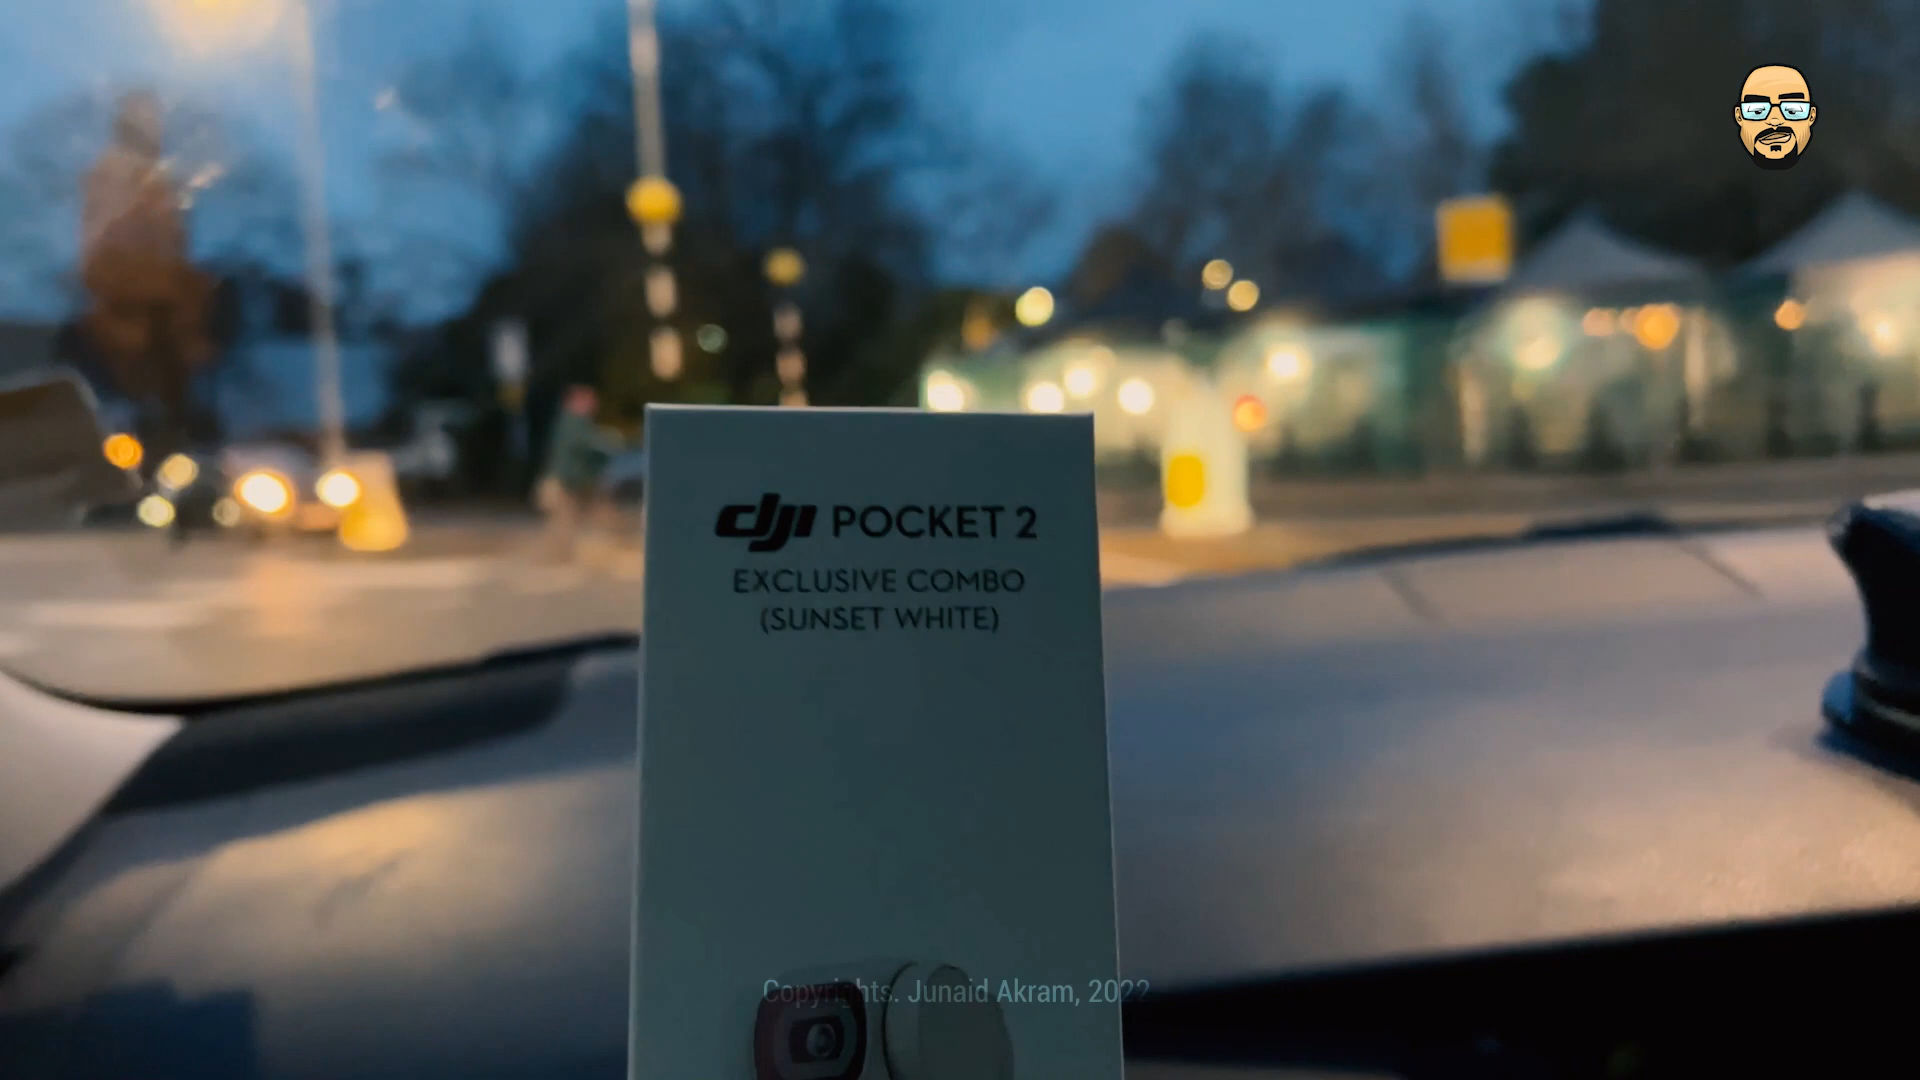 dji POCKET 2
EXCLUSIVE COMBO
(SUNSET WHITE)
Copyrights. Junaid Akram, 2022